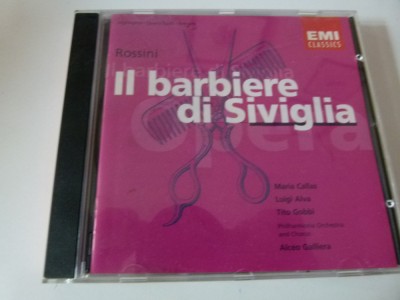 EMI
CLASSICS
Rossini
Il barbiere
di Siviglia
Opera
Maria Callas
Luigi Alva
Tito Gobbi
Philharmonia Orchestra
and Chorus
Alceo Galliera